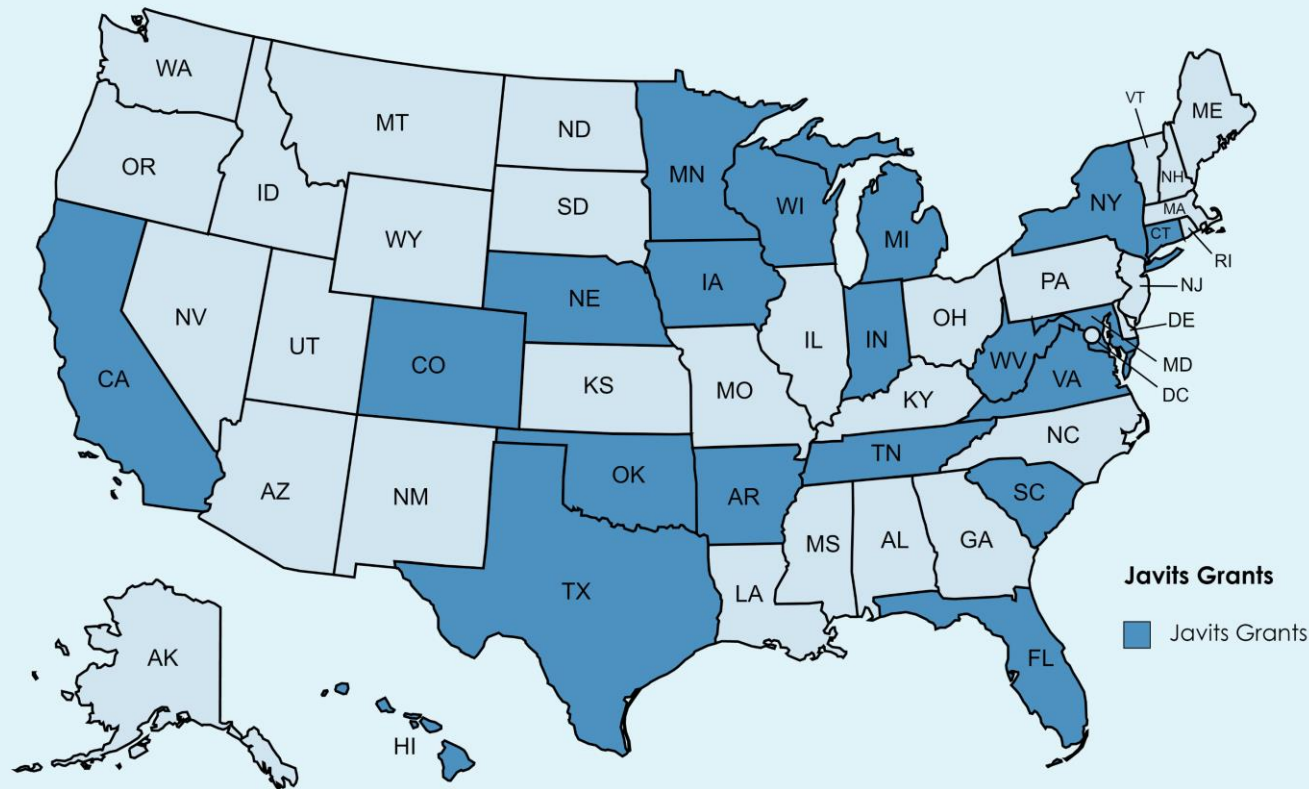 WA
MT
ND
MN
VT
ME
OR
ID
SD
WI
NH
NY
MA
WY
MI
CT
RI
IA
PA
NJ
NE
NV
OH
DE
UT
IL
IN
CO
WV
MD
CA
VA
DC
KS
MO
KY
NC
TN
OK
AZ
NM
AR
SC
MS
AL
GA
TX
LA
Javits Grants
Javits Grants
FL
AK
HI